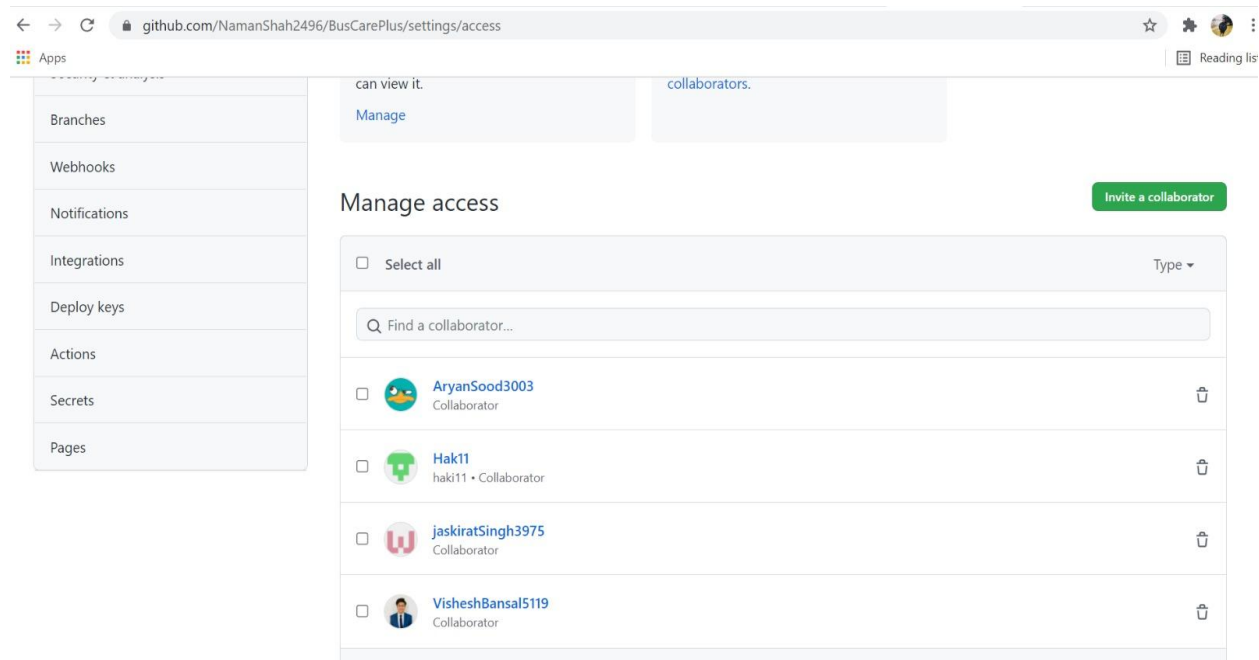 github.com/NamanShah2496/BusCarePlus/settings/access
Apps
Reading lis
can view it.
Manage
collaborators.
Branches
Webhooks
Notifications
Integrations
Deploy keys
Actions
Secrets
Pages
Manage access
Invite a collaborator
Select all
Type
Find a collaborator...
AryanSood3003
Collaborator
Hak11
haki11 • Collaborator
jaskiratSingh3975
Collaborator
VisheshBansal5119
Collaborator